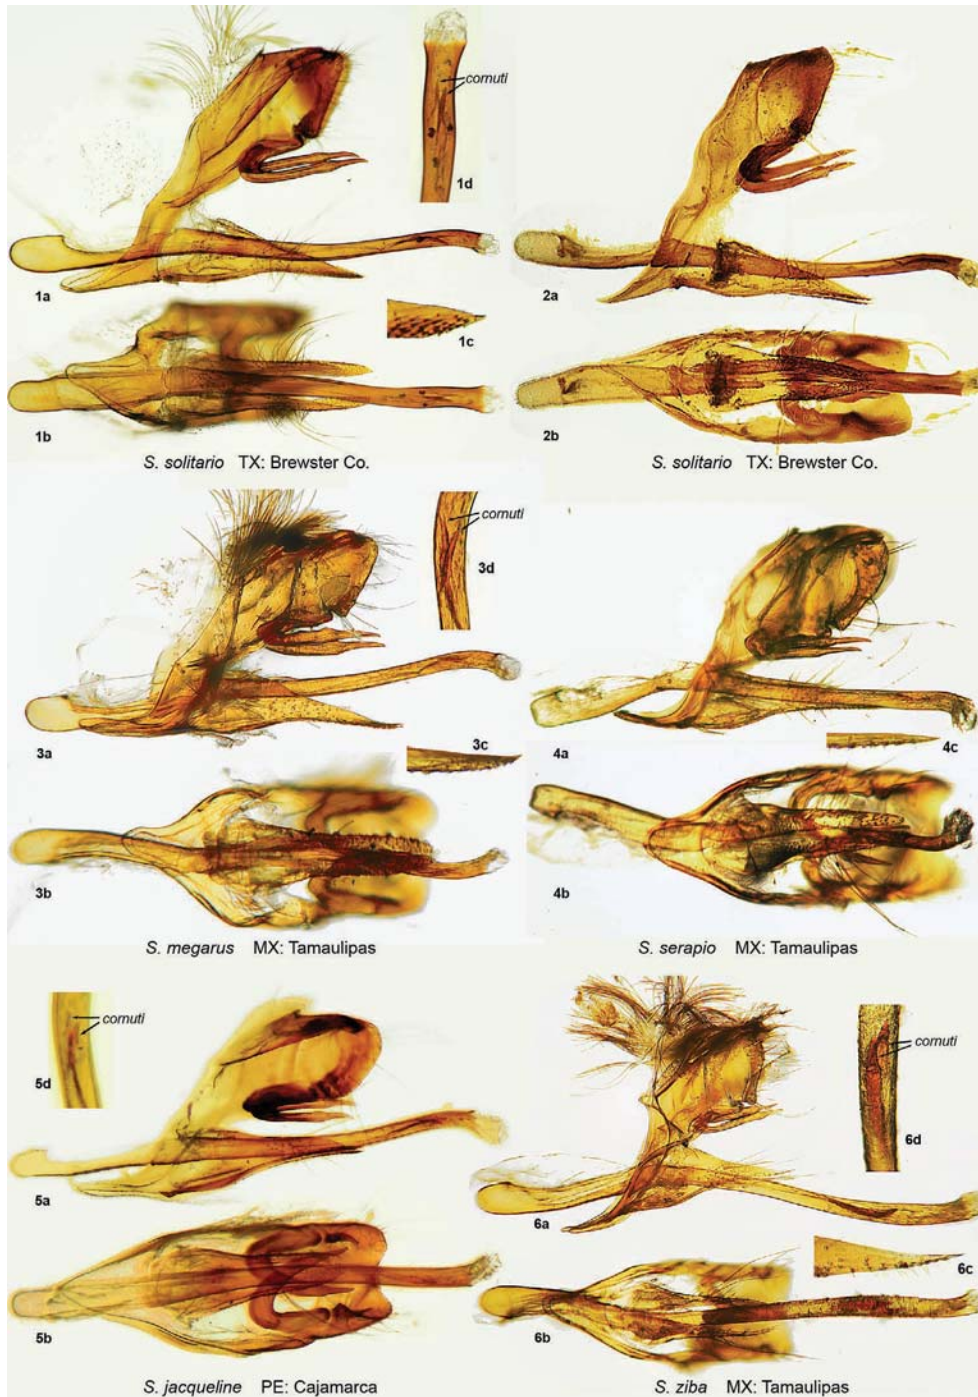 cornuti
1d
1a
2a
1c
1b
2b
S. solitario TX: Brewster Co.
S. solitario TX: Brewster Co.
cornuti
3d
3a
3c
4a
4c
3b
4b
S. megarus MX: Tamaulipas
S. serapio MX: Tamaulipas
cornuti
5d
cornuti
6d
5a
6a
6c
5b
6b
S. jacqueline PE: Cajamarca
S. ziba MX: Tamaulipas